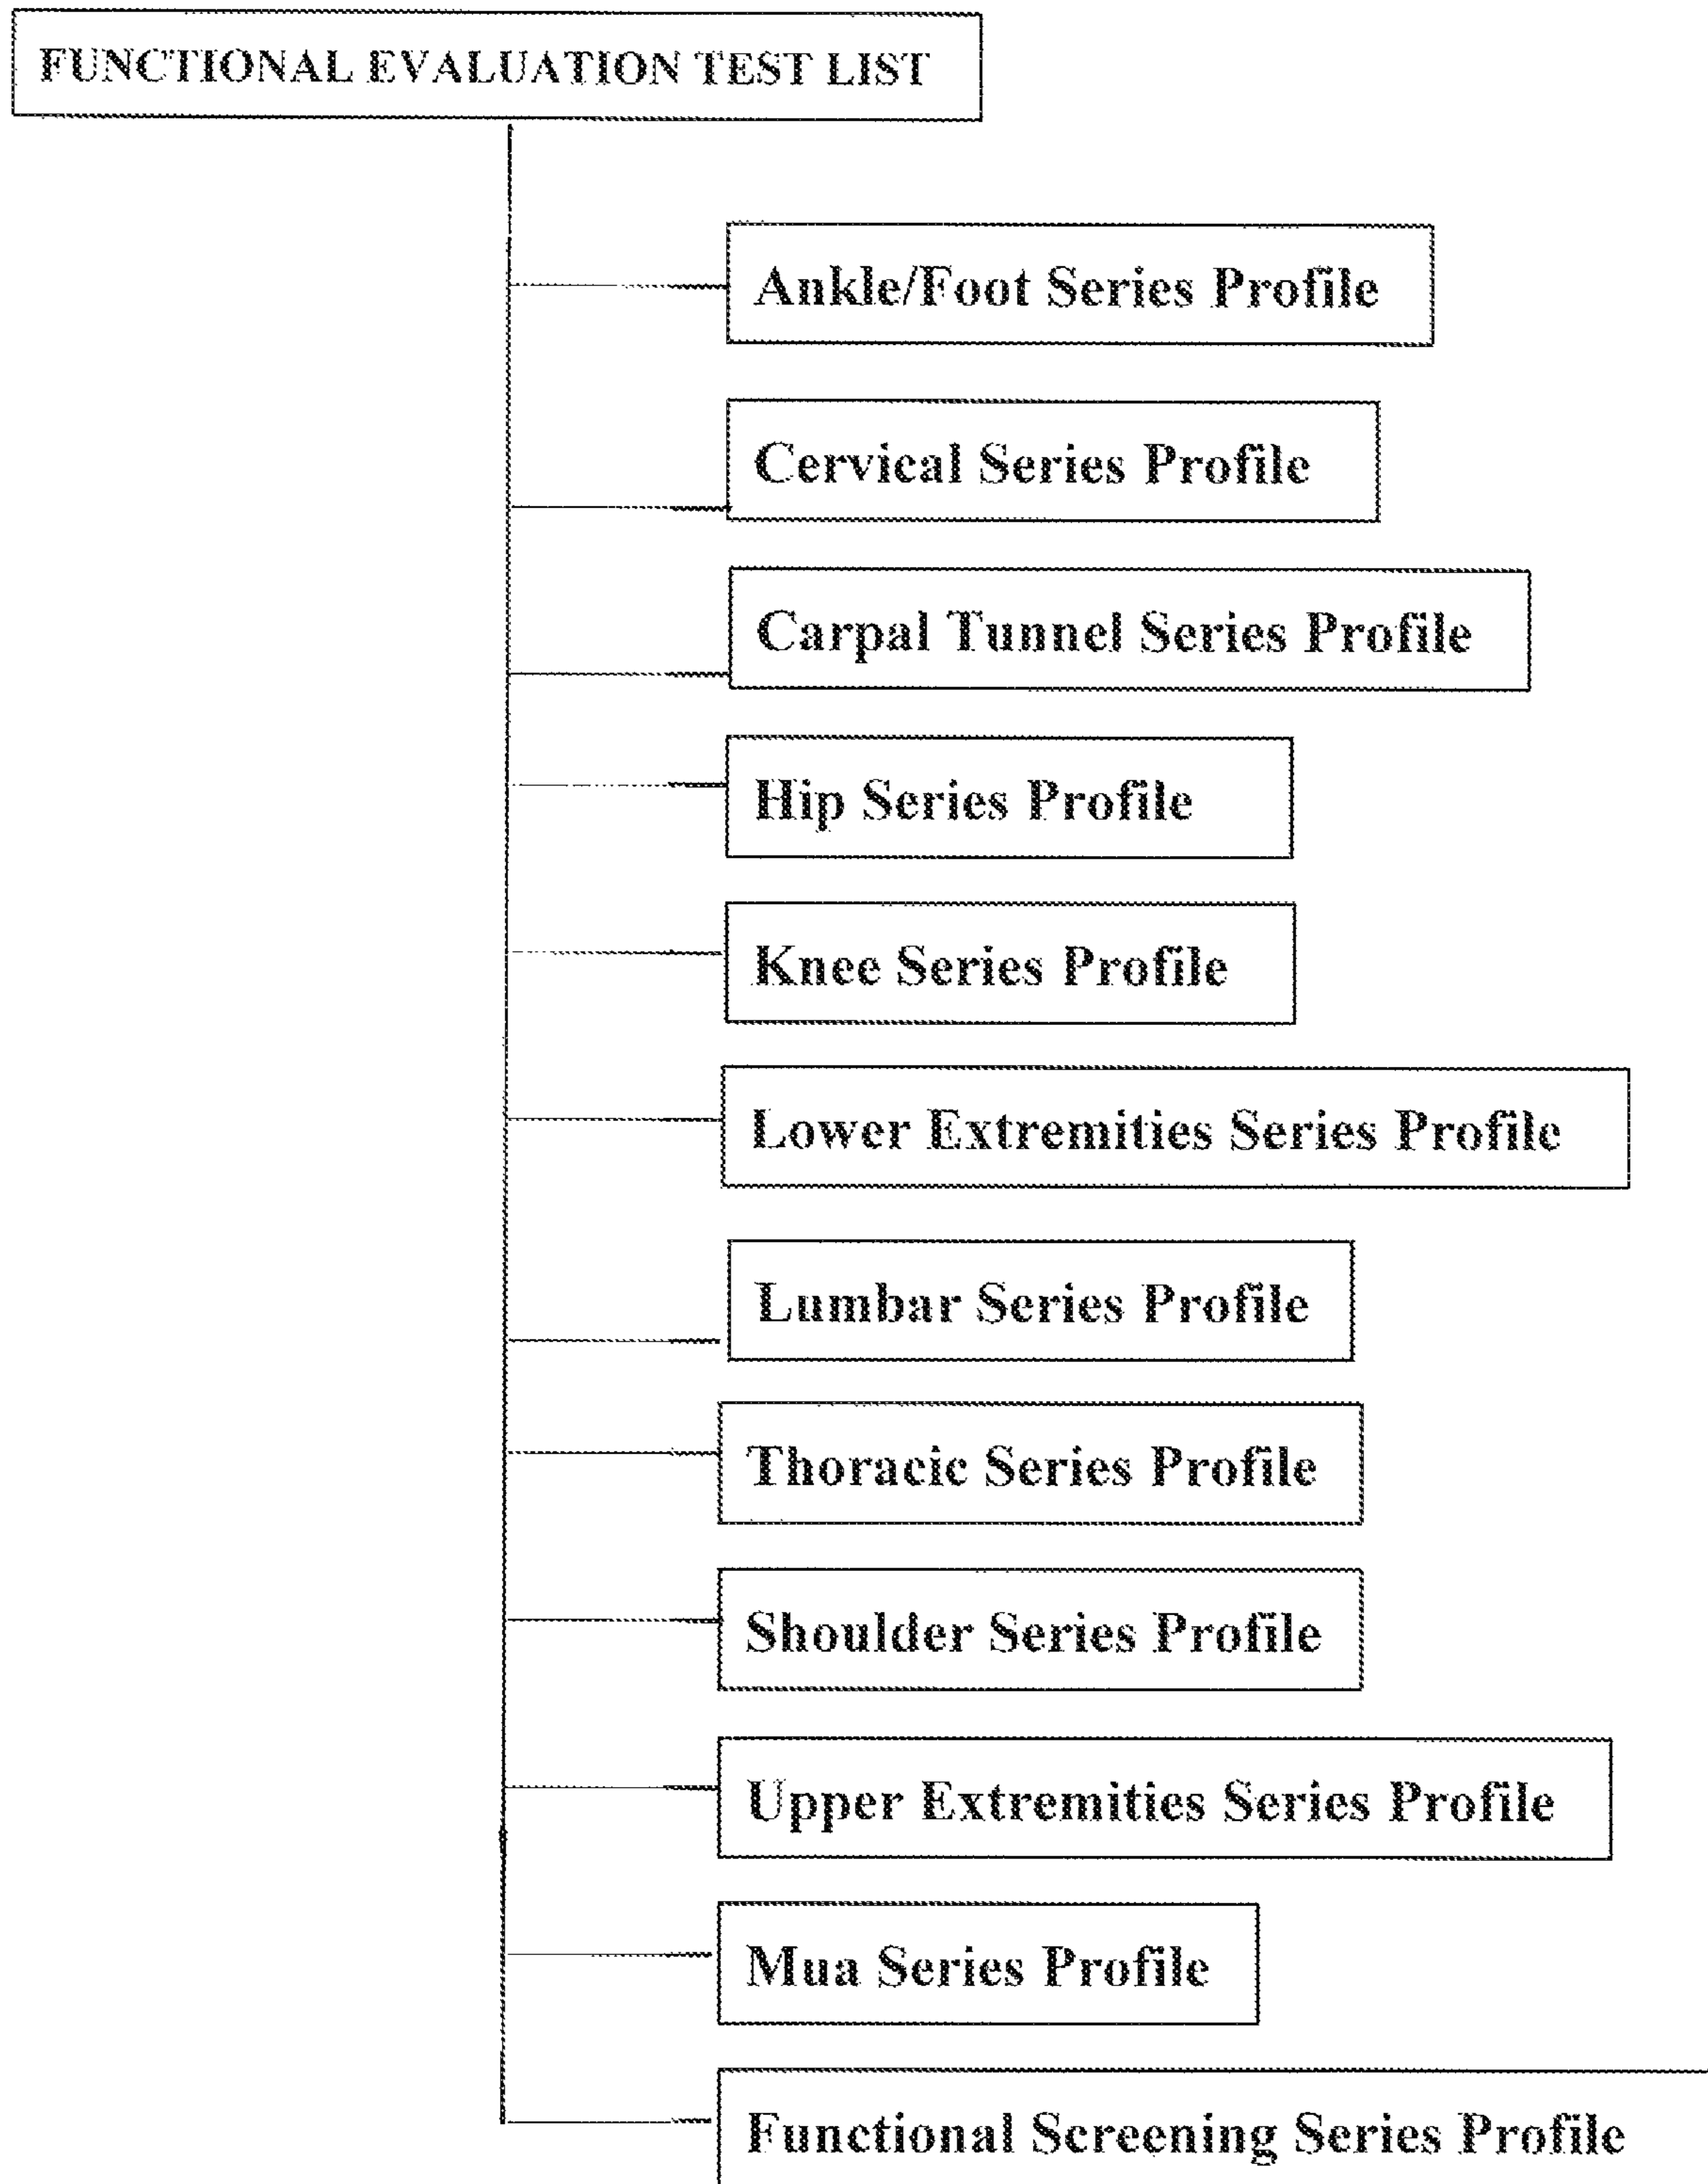 FUNCTIONAL EVALUATION TEST LIST
Ankle/Foot Series Profile
Cervical Series Profile
Carpal Tunnel Series Profile
Hip Series Profile
Knee Series Profile
Lower Extremities Series Profile
Lumbar Series Profile
Thoracic Series Profile
Shoulder Series Profile
Upper Extremities Series Profile
Mua Series Profile
Functional Screening Series Profile